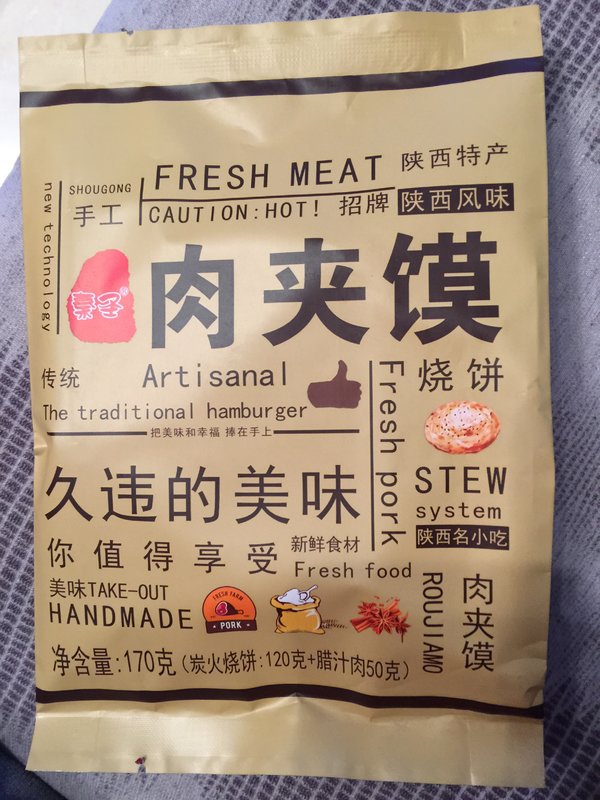 new technology
SHOUGONG
手工
FRESH MEAT
陕西特产
CAUTION:HOT!
招牌
陕西风味
肉夹馍
传统
Artisanal
The traditional hamburger
把美味和幸福 捧在手上
Fresh pork
烧饼
STEW
system
陕西名小吃
久违的美味
你值得享受
新鲜食材
Fresh food
美味TAKE-OUT
HANDMADE
FRESH FARM
PORK
ROUJIAMO
肉夹馍
净含量:170克(炭火烧饼:120克+腊汁肉50克)